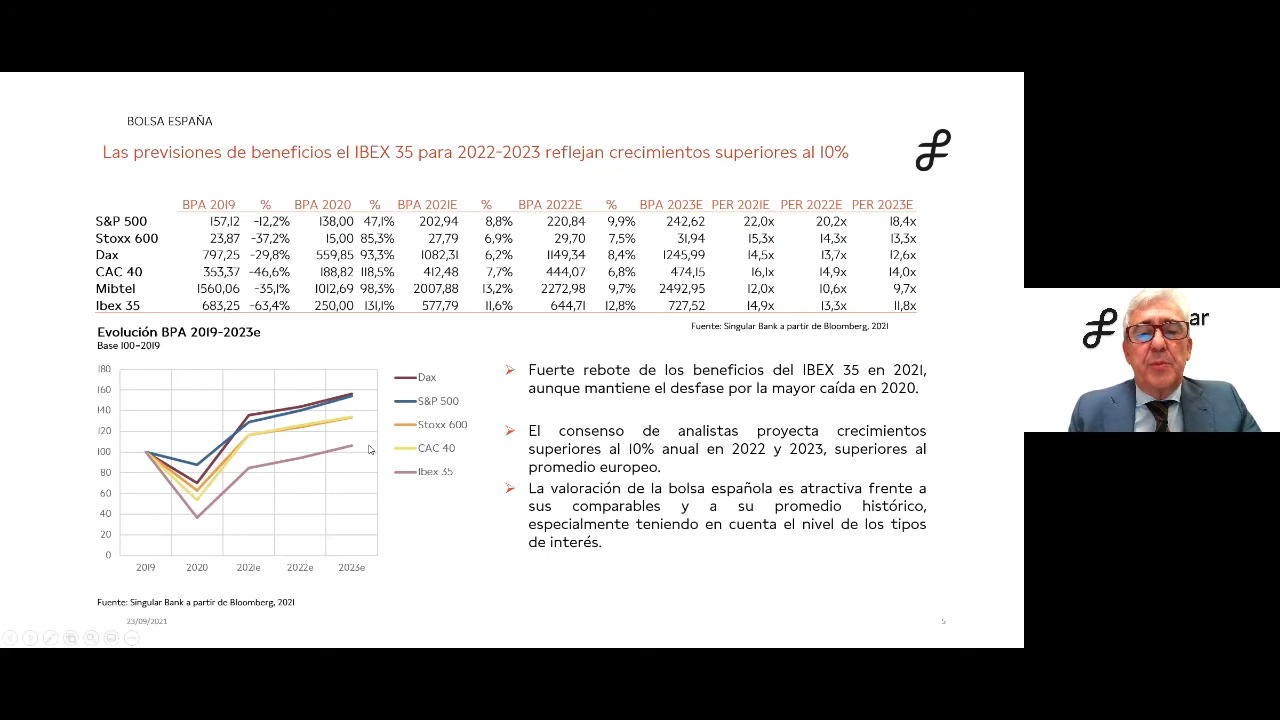 BOLSA ESPAÑA
Las previsiones de beneficios el IBEX 35 para 2022-2023 reflejan crecimientos superiores al 10%
BPA 2019 % BPA 2020 % BPA 2021E % BPA 2022E % BPA 2023E PER 2021E PER 2022E PER 2023E
S&P 500 157,12 -12,2% 138,00 47,1% 202,94 8,8% 220,84 9,9% 242,62 22,0x 20,2x 18,4x
Stoxx 600 23,87 -37,2% 15,00 85,3% 27,79 6,9% 29,70 7,5% 31,94 15,3x 14,3x 13,3x
Dax 797,25 -29,8% 559,85 93,3% 1082,31 6,2% 1149,34 8,4% 1245,99 14,5x 13,7x 12,6x
CAC 40 353,37 -46,6% 188,82 118,5% 412,48 7,7% 444,07 6,8% 474,15 16,1x 14,9x 14,0x
Mibtel 1560,06 -35,1% 1012,69 98,3% 2007,88 13,2% 2272,98 9,7% 2492,95 12,0x 10,6x 9,7x
Ibex 35 683,25 -63,4% 250,00 131,1% 577,79 11,6% 644,71 12,8% 727,52 14,9x 13,3x 11,8x
Fuente: Singular Bank a partir de Bloomberg, 2021
Evolución BPA 2019-2023e
Base 100=2019
180
160
140
120
100
80
60
40
20
0
2019 2020 2021e 2022e 2023e
Dax
S&P 500
Stoxx 600
CAC 40
Ibex 35
Fuente: Singular Bank a partir de Bloomberg, 2021
Fuerte rebote de los beneficios del IBEX 35 en 2021,
aunque mantiene el desfase por la mayor caída en 2020.
El consenso de analistas proyecta crecimientos
superiores al 10% anual en 2022 y 2023, superiores al
promedio europeo.
La valoración de la bolsa española es atractiva frente a
sus comparables y a su promedio histórico,
especialmente teniendo en cuenta el nivel de los tipos
de interés.
23/09/2021
5
ar